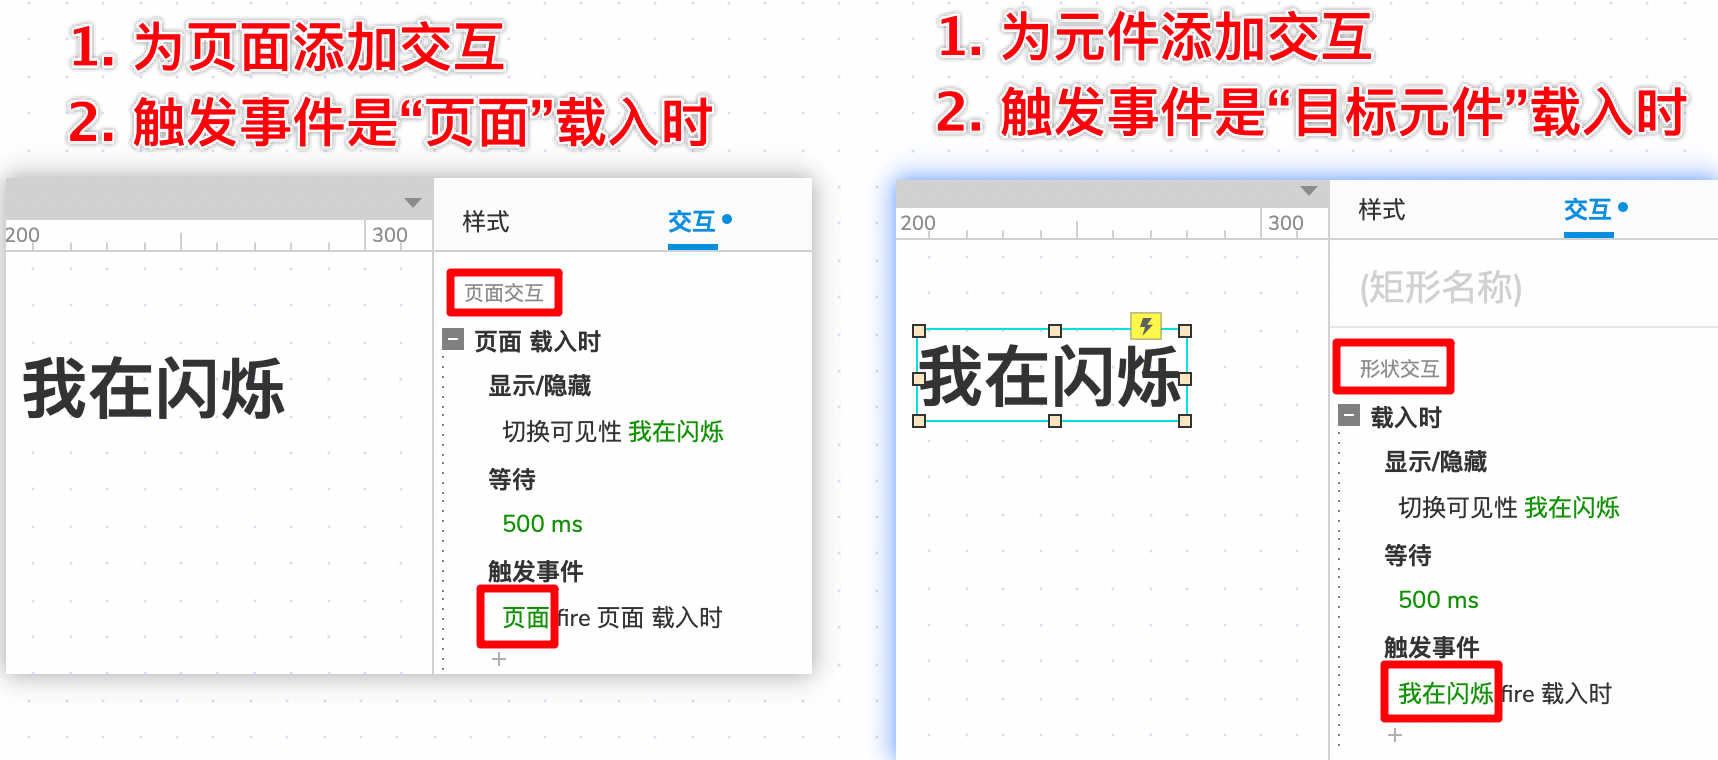 1. 为页面添加交互
2. 触发事件是“页面”载入时
样式
交互
200
300
页面交互
页面 载入时
显示/隐藏
切换可见性 我在闪烁
我在闪烁
等待
500 ms
触发事件
页面 fire 页面 载入时
1. 为元件添加交互
2. 触发事件是“目标元件”载入时
样式
交互
200
300
(矩形名称)
形状交互
我在闪烁
载入时
显示/隐藏
切换可见性 我在闪烁
等待
500 ms
触发事件
我在闪烁 fire 载入时